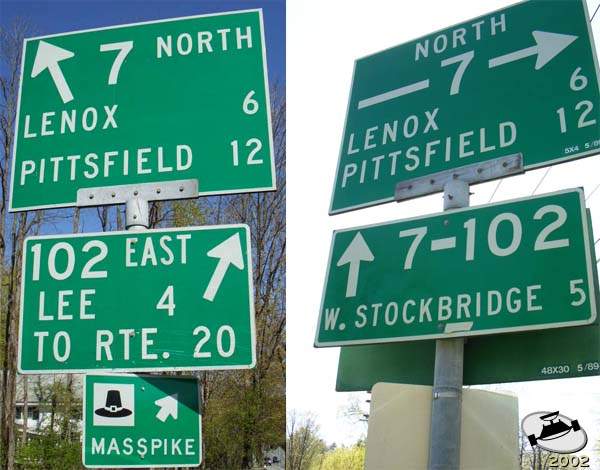 7 NORTH
LENOX 6
PITTSFIELD 12
102 EAST
LEE 4
TO RTE. 20
MASSPIKE
NORTH
7
LENOX 6
PITTSFIELD 12
5X4 5/89
7-102
W. STOCKBRIDGE 5
48X30 5/89
2002